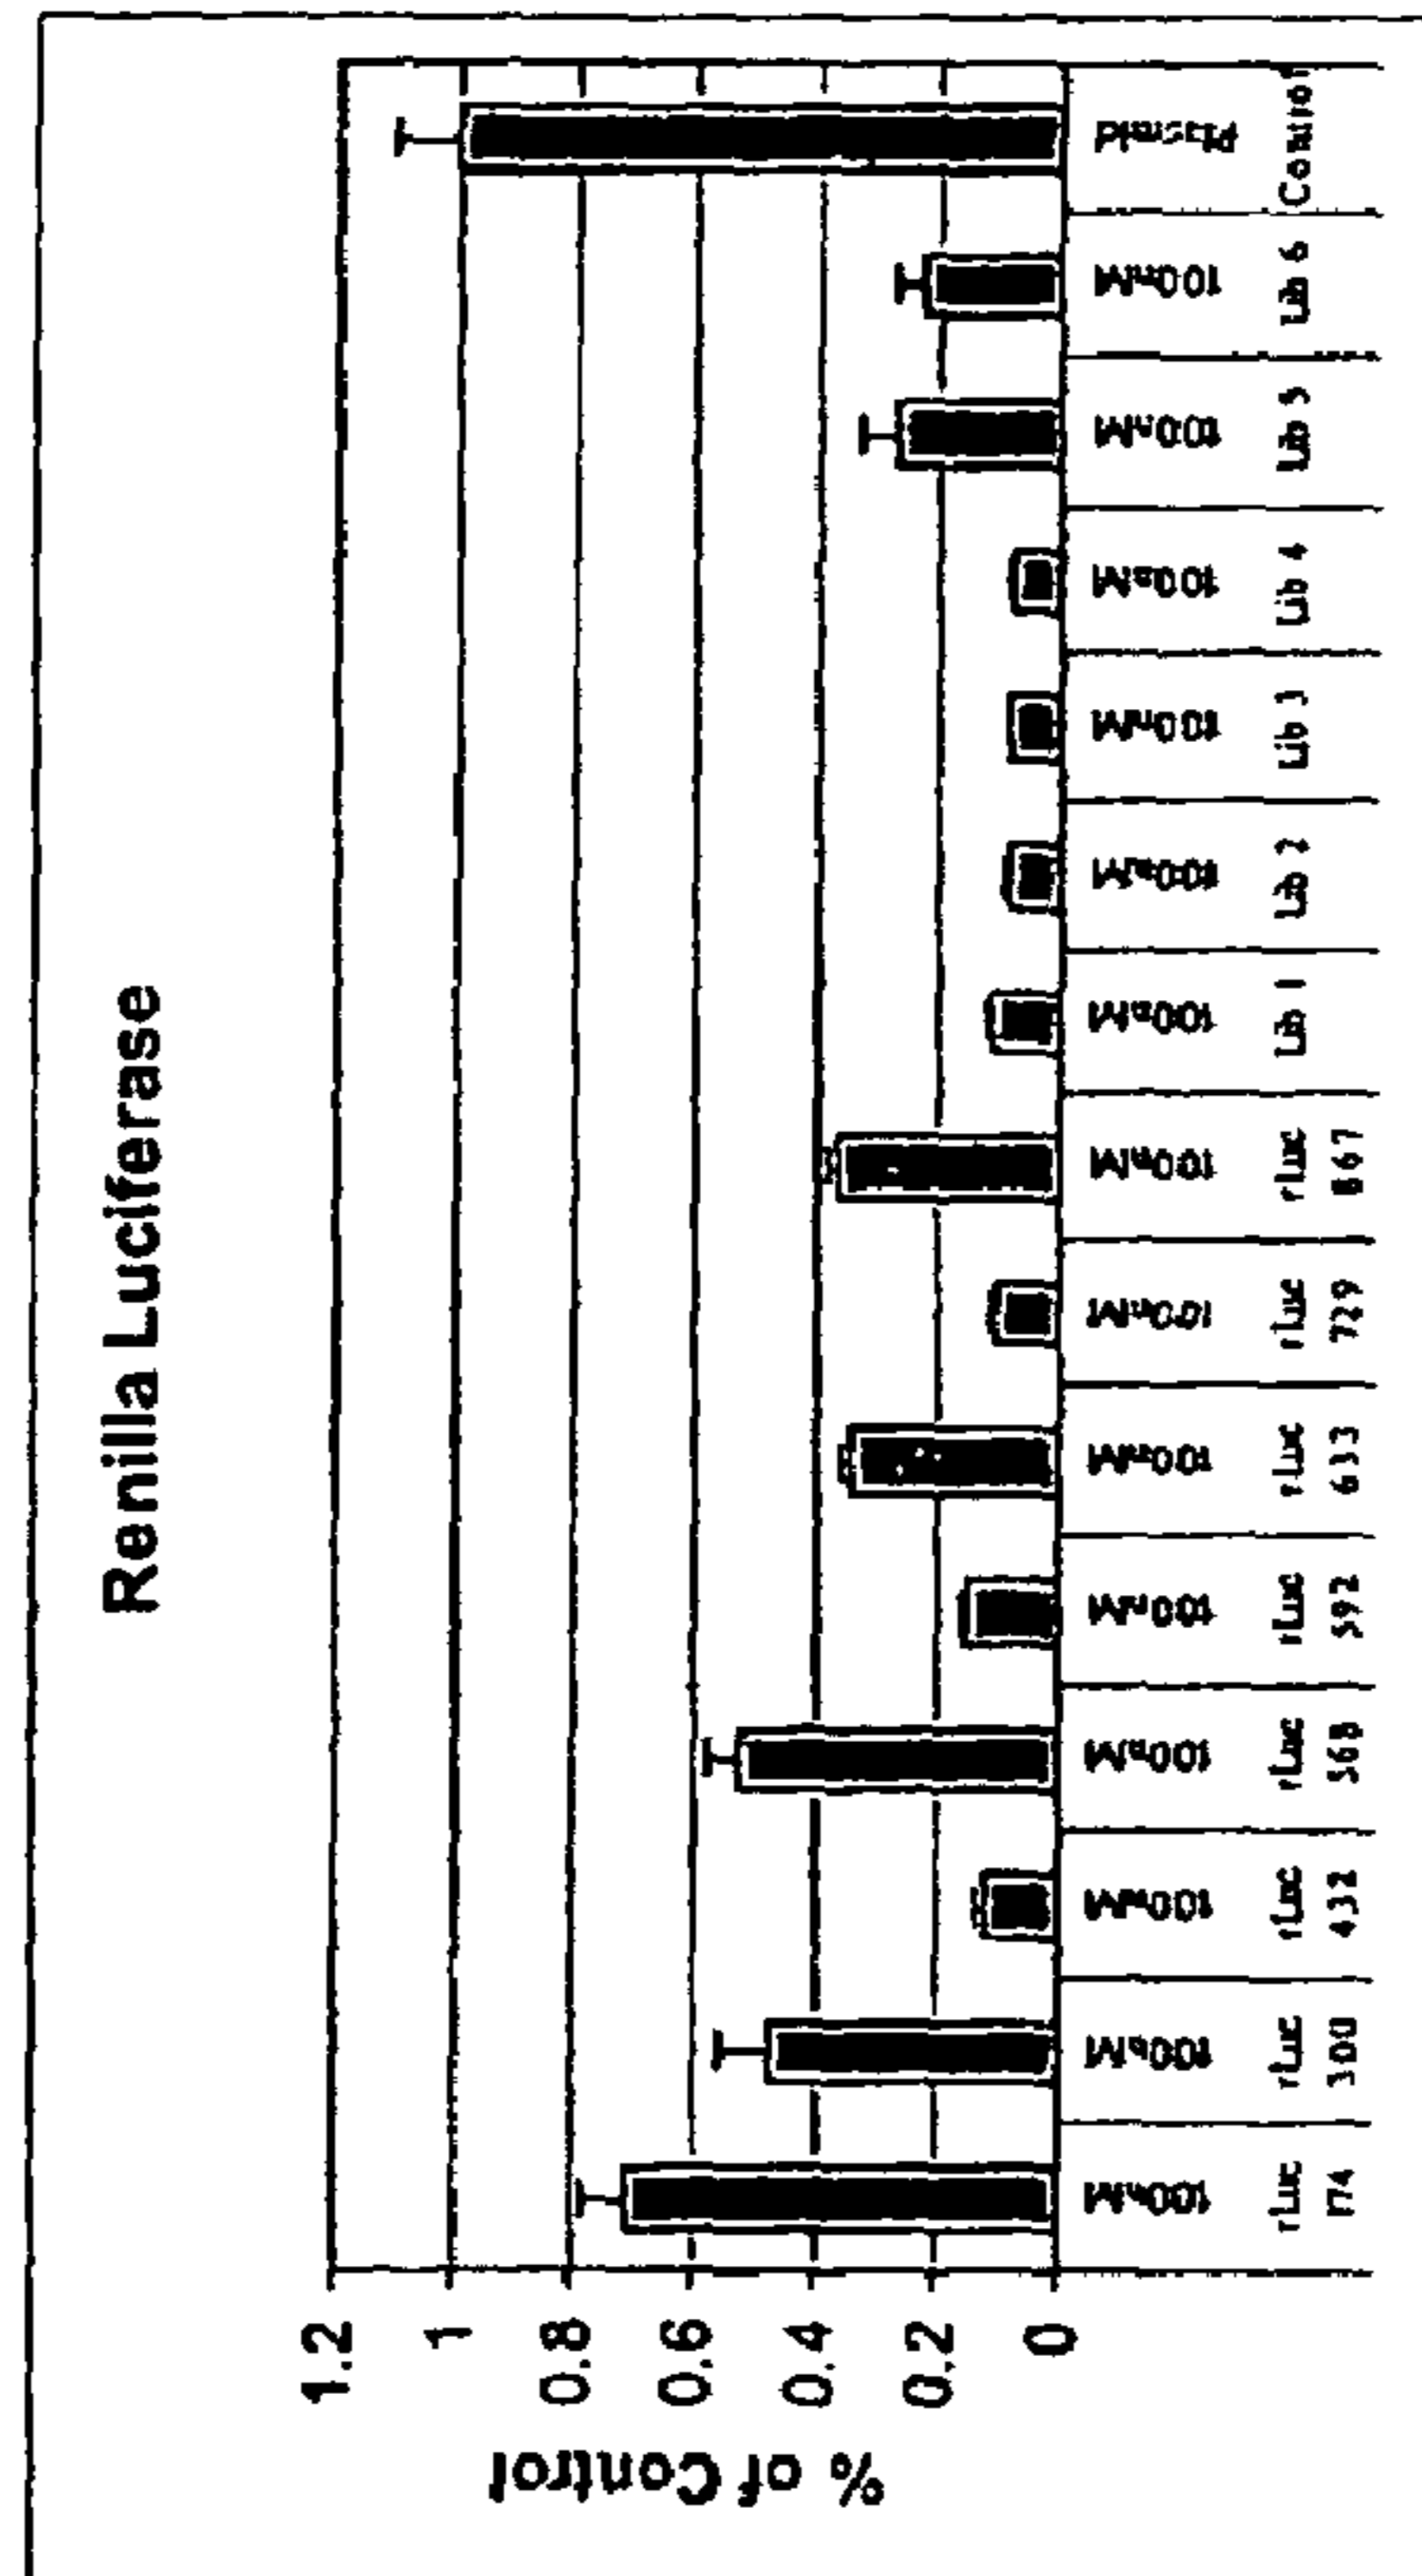 Renilla Luciferase
% of Control
1.2
1
0.8
0.6
0.4
0.2
0
100nM 100nM 100nM 100nM 100nM 100nM 100nM 100nM 100nM 100nM 100nM 100nM 100nM 100nM Plasmid
rLuc rLuc rLuc rLuc rLuc rLuc rLuc rLuc Lib 1 Lib 2 Lib 3 Lib 4 Lib 5 Lib 6 Control
174 300 432 568 592 633 729 867